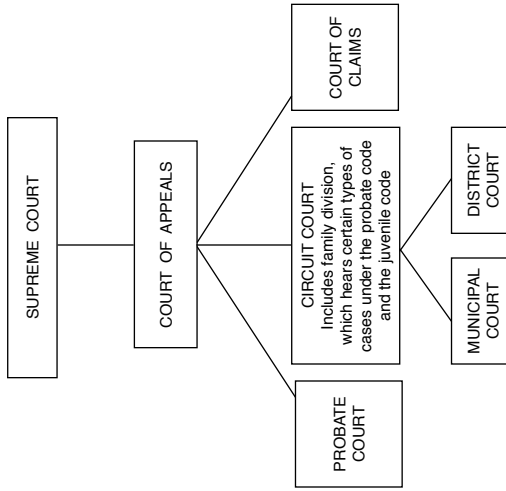 SUPREME COURT
COURT OF APPEALS
PROBATE
COURT
CIRCUIT COURT
Includes family division,
which hears certain types of
cases under the probate code
and the juvenile code
COURT OF
CLAIMS
MUNICIPAL
COURT
DISTRICT
COURT